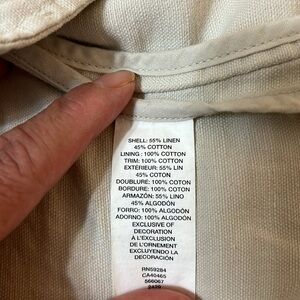 SHELL: 55% LINEN
45% COTTON
LINING: 100% COTTON
TRIM: 100% COTTON
EXTÉRIEUR: 55% LIN
45% COTON
DOUBLURE: 100% COTON
BORDURE: 100% COTON
ARMAZÓN: 55% LINO
45% ALGODÓN
FORRO: 100% ALGODÓN
ADORNO: 100% ALGODÓN
EXCLUSIVE OF
DECORATION
A L'EXCLUSION
DE L'ORNEMENT
EXCLUYENDO LA
DECORACIÓN
RN59284
CA40465
566067